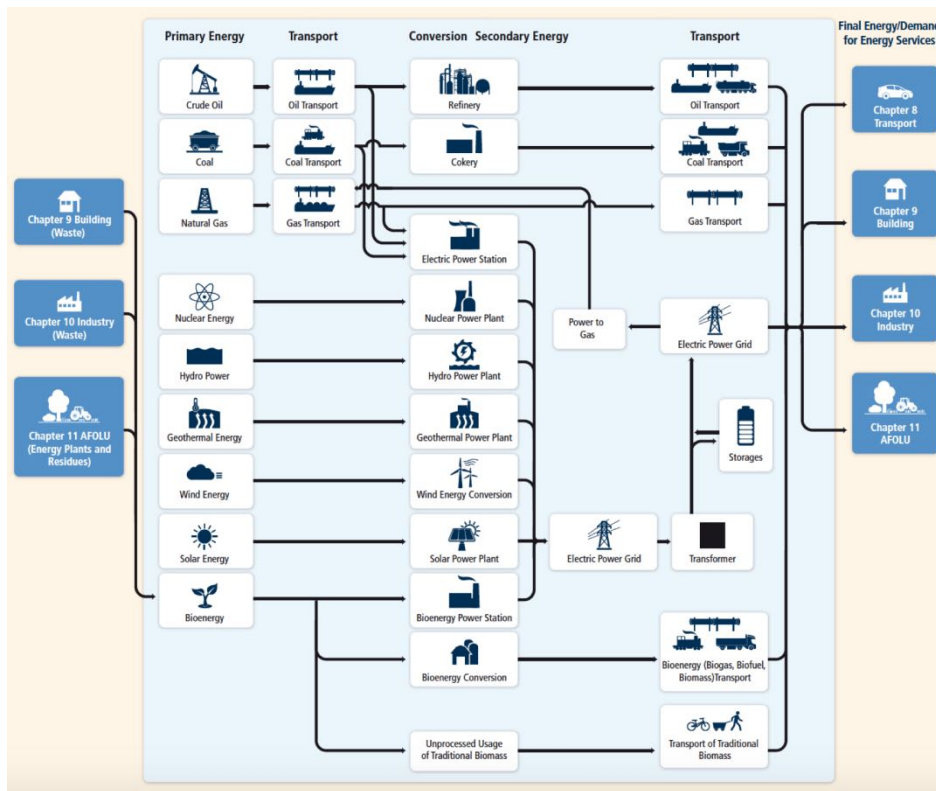 Final Energy/Demand
for Energy Services
Primary Energy
Transport
Conversion
Secondary Energy
Transport
Crude Oil
Oil Transport
Refinery
Oil Transport
Chapter 8
Transport
Coal
Coal Transport
Cokery
Coal Transport
Natural Gas
Gas Transport
Gas Transport
Chapter 9 Building
(Waste)
Chapter 9
Building
Electric Power Station
Chapter 10 Industry
(Waste)
Nuclear Energy
Nuclear Power Plant
Power to
Gas
Electric Power Grid
Chapter 10
Industry
Hydro Power
Hydro Power Plant
Chapter 11 AFOLU
(Energy Plants and
Residues)
Geothermal Energy
Geothermal Power Plant
Storages
Chapter 11
AFOLU
Wind Energy
Wind Energy Conversion
Solar Energy
Solar Power Plant
Electric Power Grid
Transformer
Bioenergy
Bioenergy Power Station
Bioenergy Conversion
Bioenergy (Biogas, Biofuel,
Biomass)Transport
Unprocessed Usage
of Traditional Biomass
Transport of Traditional
Biomass